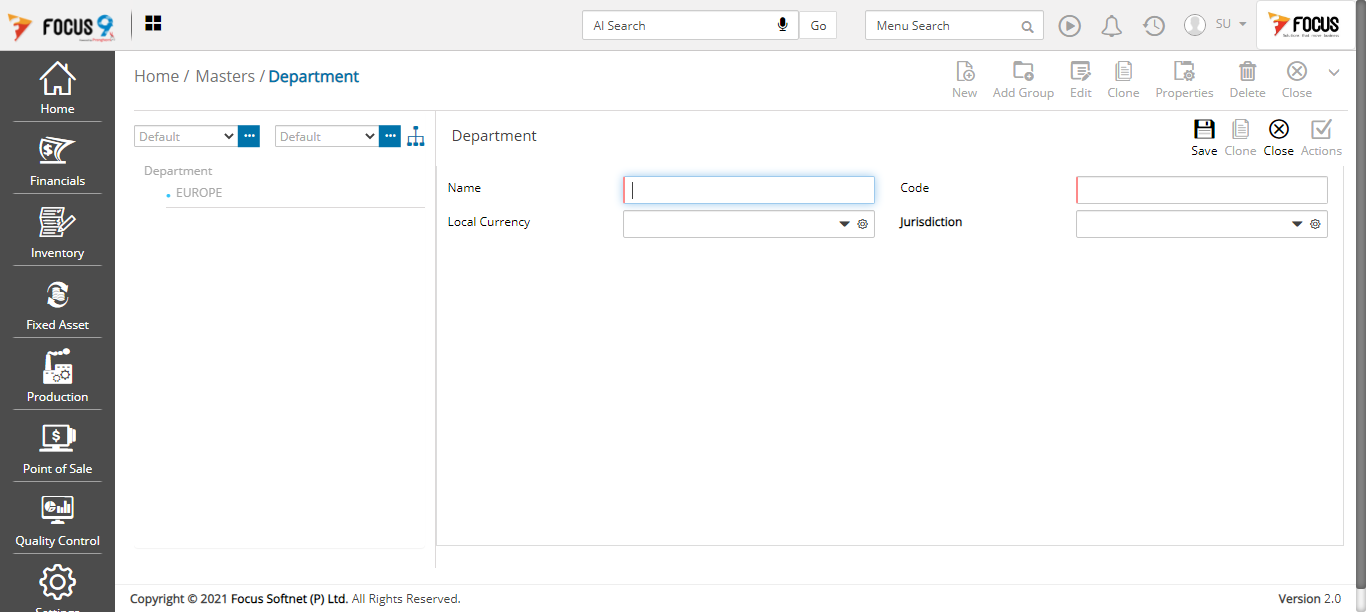 FOCUS 9
AI Search
Go
Menu Search
SU
FOCUS
Home / Masters / Department
New
Add Group
Edit
Clone
Properties
Delete
Close
Home
Financials
Inventory
Fixed Asset
Production
Point of Sale
Quality Control
Settings
Default
Default
Department
EUROPE
Department
Save
Clone
Close
Actions
Name
Code
Local Currency
Jurisdiction
Copyright © 2021 Focus Softnet (P) Ltd. All Rights Reserved.
Version 2.0